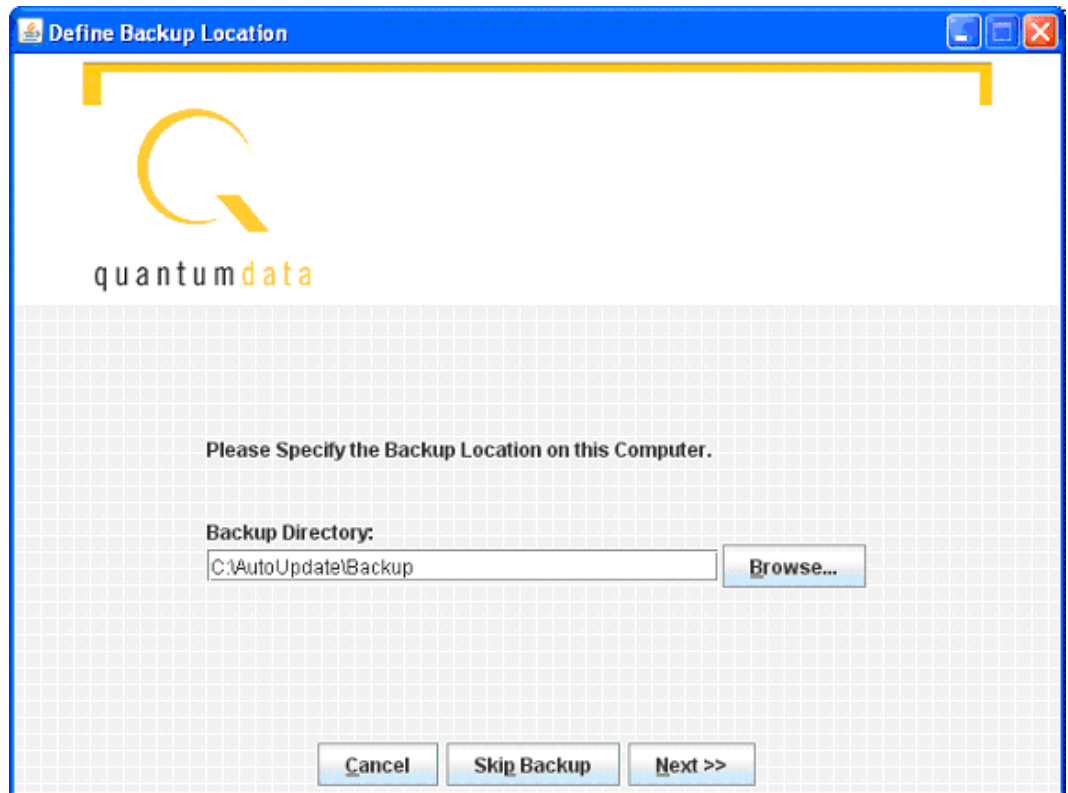 Define Backup Location
quantumdata
Please Specify the Backup Location on this Computer.
Backup Directory:
C:\AutoUpdate\Backup
Browse...
Cancel
Skip Backup
Next >>